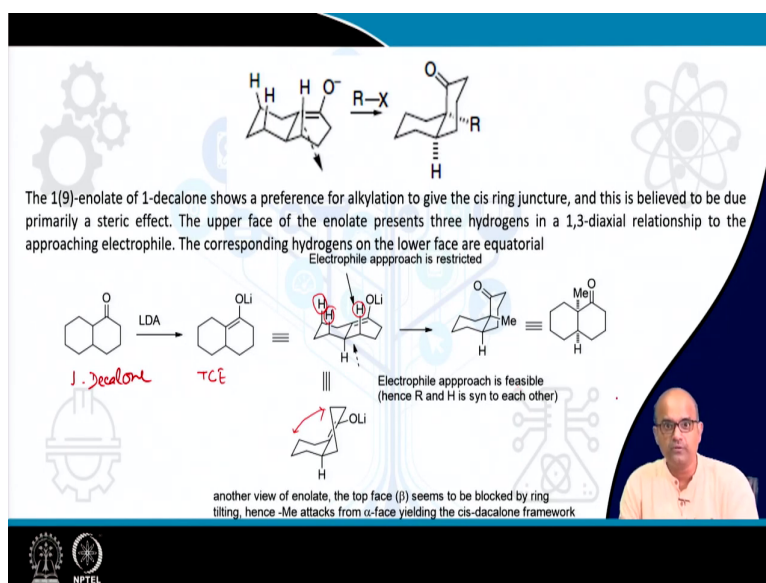 H
H
H
O⁻
R–X
O
R
H
The 1(9)-enolate of 1-decalone shows a preference for alkylation to give the cis ring juncture, and this is believed to be due
primarily a steric effect. The upper face of the enolate presents three hydrogens in a 1,3-diaxial relationship to the
approaching electrophile. The corresponding hydrogens on the lower face are equatorial
Electrophile appproach is restricted
O
LDA
OLi
H
H
H
OLi
H
O
Me
H
Me
O
H
1. Decalone
TCE
Electrophile appproach is feasible
(hence R and H is syn to each other)
OLi
H
another view of enolate, the top face (β) seems to be blocked by ring
tilting, hence -Me attacks from α-face yielding the cis-dacalone framework
NPTEL